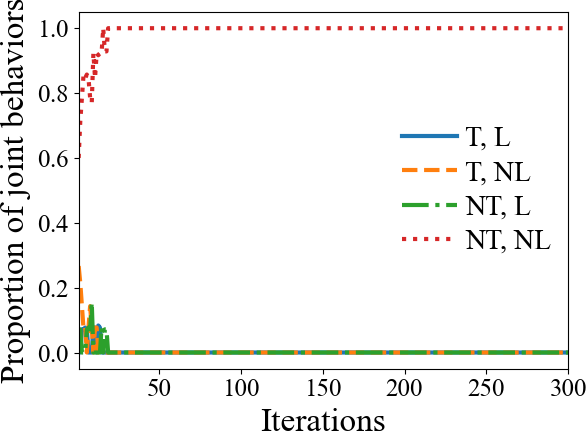 Proportion of joint behaviors
1.0
0.8
0.6
0.4
0.2
0.0
T, L
T, NL
NT, L
NT, NL
50 100 150 200 250 300
Iterations